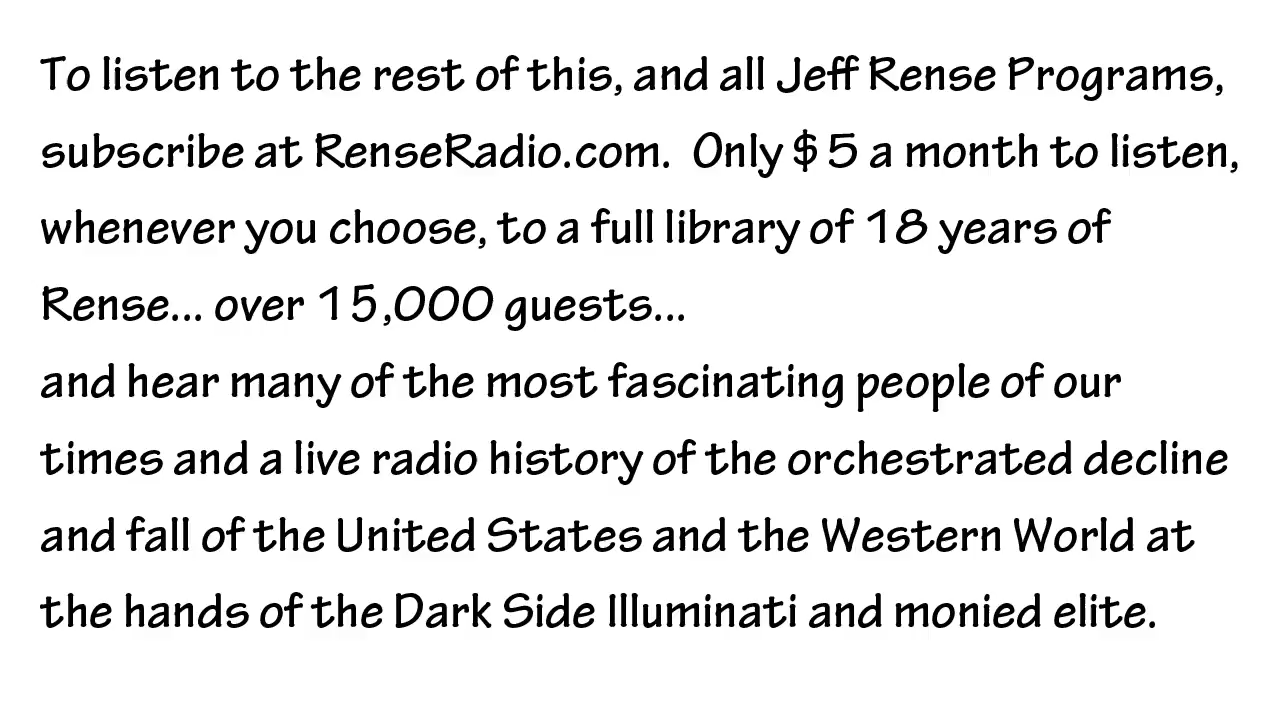 To listen to the rest of this, and all Jeff Rense Programs,
subscribe at RenseRadio.com. Only $5 a month to listen,
whenever you choose, to a full library of 18 years of
Rense... over 15,000 guests...
and hear many of the most fascinating people of our
times and a live radio history of the orchestrated decline
and fall of the United States and the Western World at
the hands of the Dark Side Illuminati and monied elite.